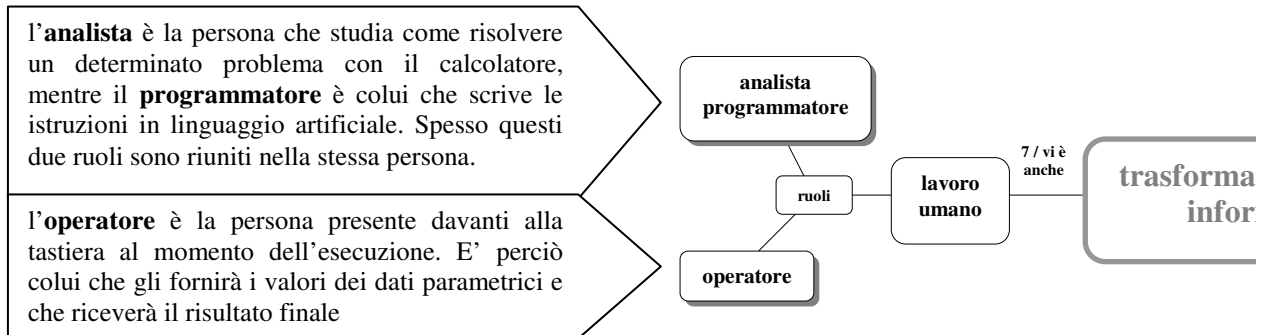 l'analista è la persona che studia come risolvere
un determinato problema con il calcolatore,
mentre il programmatore è colui che scrive le
istruzioni in linguaggio artificiale. Spesso questi
due ruoli sono riuniti nella stessa persona.
l'operatore è la persona presente davanti alla
tastiera al momento dell'esecuzione. E' perciò
colui che gli fornirà i valori dei dati parametrici e
che riceverà il risultato finale
analista
programmatore
ruoli
operatore
lavoro
umano
7 / vi è
anche
trasforma
infor